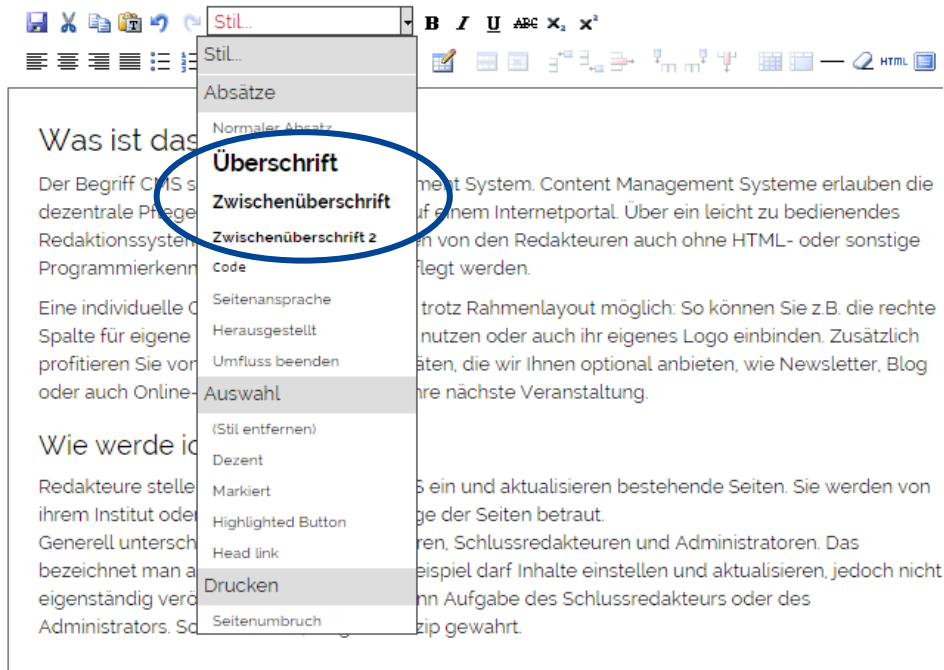 Stil...
B I U ABC X₂ X²
HTML
Stil...
Absätze
Normaler Absatz
Überschrift
Zwischenüberschrift
Zwischenüberschrift 2
Code
Seitenansprache
Herausgestellt
Umfluss beenden
Auswahl
(Stil entfernen)
Dezent
Markiert
Highlighted Button
Head link
Drucken
Seitenumbruch
Was ist das
Der Begriff CMS s System. Content Management Systeme erlauben die
dezentrale Pflege uf einem Internetportal. Über ein leicht zu bedienendes
Redaktionssystem von den Redakteuren auch ohne HTML- oder sonstige
Programmierkenn flegt werden.
Eine individuelle trotz Rahmenlayout möglich: So können Sie z.B. die rechte
Spalte für eigene nutzen oder auch ihr eigenes Logo einbinden. Zusätzlich
profitieren Sie von äten, die wir Ihnen optional anbieten, wie Newsletter, Blog
oder auch Online- hre nächste Veranstaltung.
Wie werde ic
Redakteure stelle S ein und aktualisieren bestehende Seiten. Sie werden von
ihrem Institut oder ge der Seiten betraut.
Generell untersch ren, Schlussredakteuren und Administratoren. Das
bezeichnet man a eispiel darf Inhalte einstellen und aktualisieren, jedoch nicht
eigenständig verö nn Aufgabe des Schlussredakteurs oder des
Administrators. So zip gewahrt.